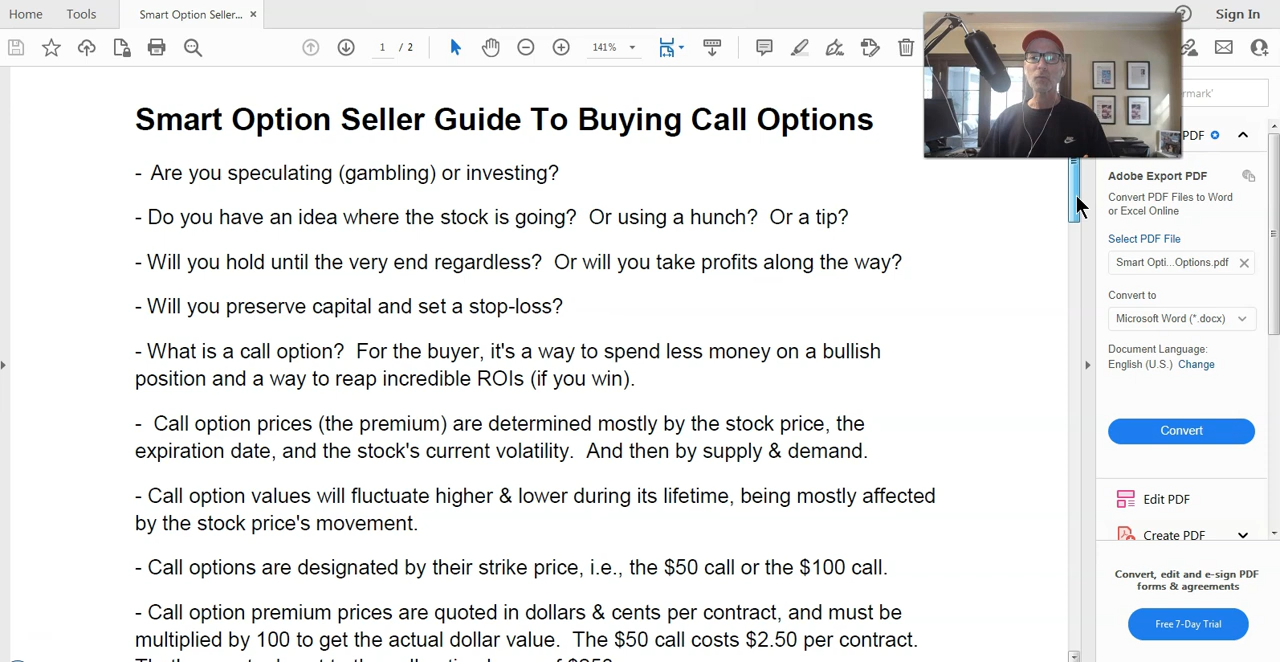 Home Tools Smart Option Seller... × Sign In
1 / 2 141%
mark'
PDF
Smart Option Seller Guide To Buying Call Options
- Are you speculating (gambling) or investing?
- Do you have an idea where the stock is going? Or using a hunch? Or a tip?
- Will you hold until the very end regardless? Or will you take profits along the way?
- Will you preserve capital and set a stop-loss?
- What is a call option? For the buyer, it's a way to spend less money on a bullish
position and a way to reap incredible ROIs (if you win).
- Call option prices (the premium) are determined mostly by the stock price, the
expiration date, and the stock's current volatility. And then by supply & demand.
- Call option values will fluctuate higher & lower during its lifetime, being mostly affected
by the stock price's movement.
- Call options are designated by their strike price, i.e., the $50 call or the $100 call.
- Call option premium prices are quoted in dollars & cents per contract, and must be
multiplied by 100 to get the actual dollar value. The $50 call costs $2.50 per contract.
Adobe Export PDF
Convert PDF Files to Word
or Excel Online
Select PDF File
Smart Opti...Options.pdf
Convert to
Microsoft Word (*.docx)
Document Language:
English (U.S.) Change
Convert
Edit PDF
Create PDF
Convert, edit and e-sign PDF
forms & agreements
Free 7-Day Trial